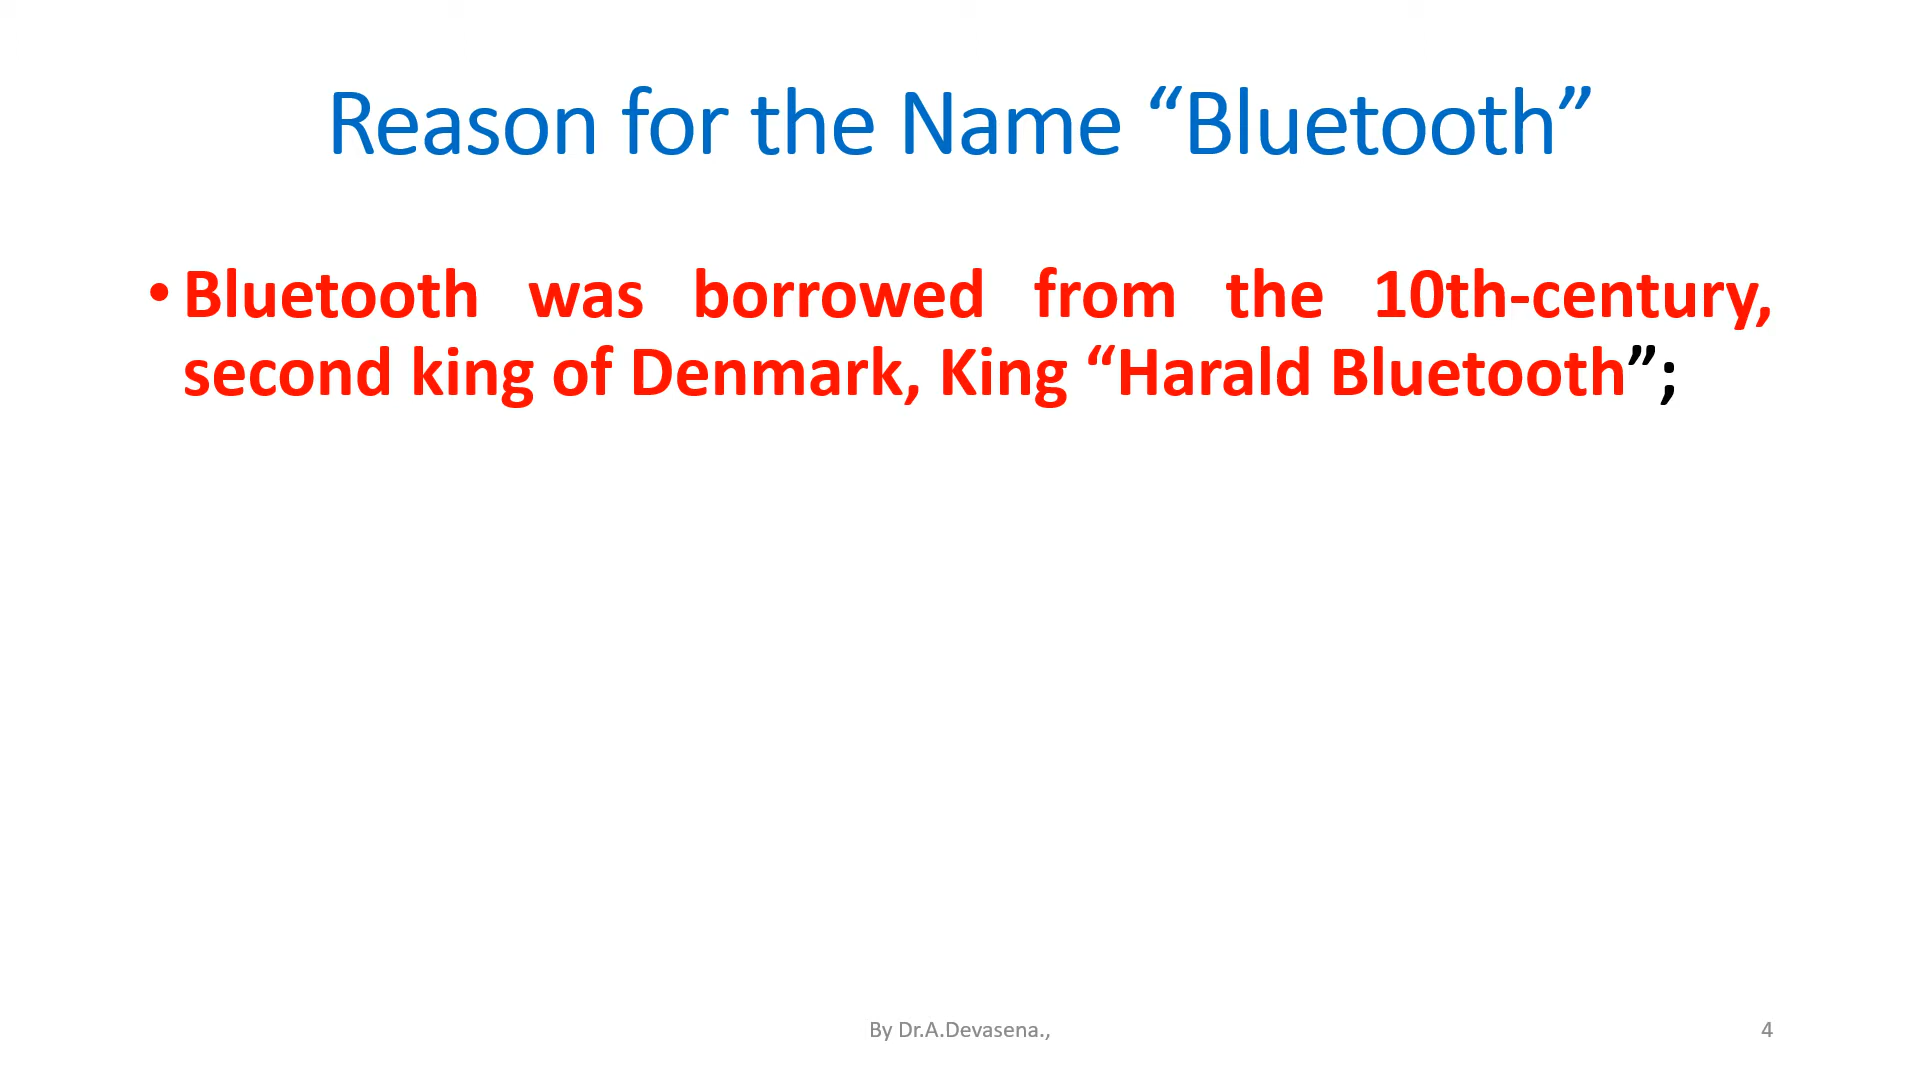 Reason for the Name “Bluetooth”
• Bluetooth was borrowed from the 10th-century,
second king of Denmark, King “Harald Bluetooth”;
By Dr.A.Devasena.,
4